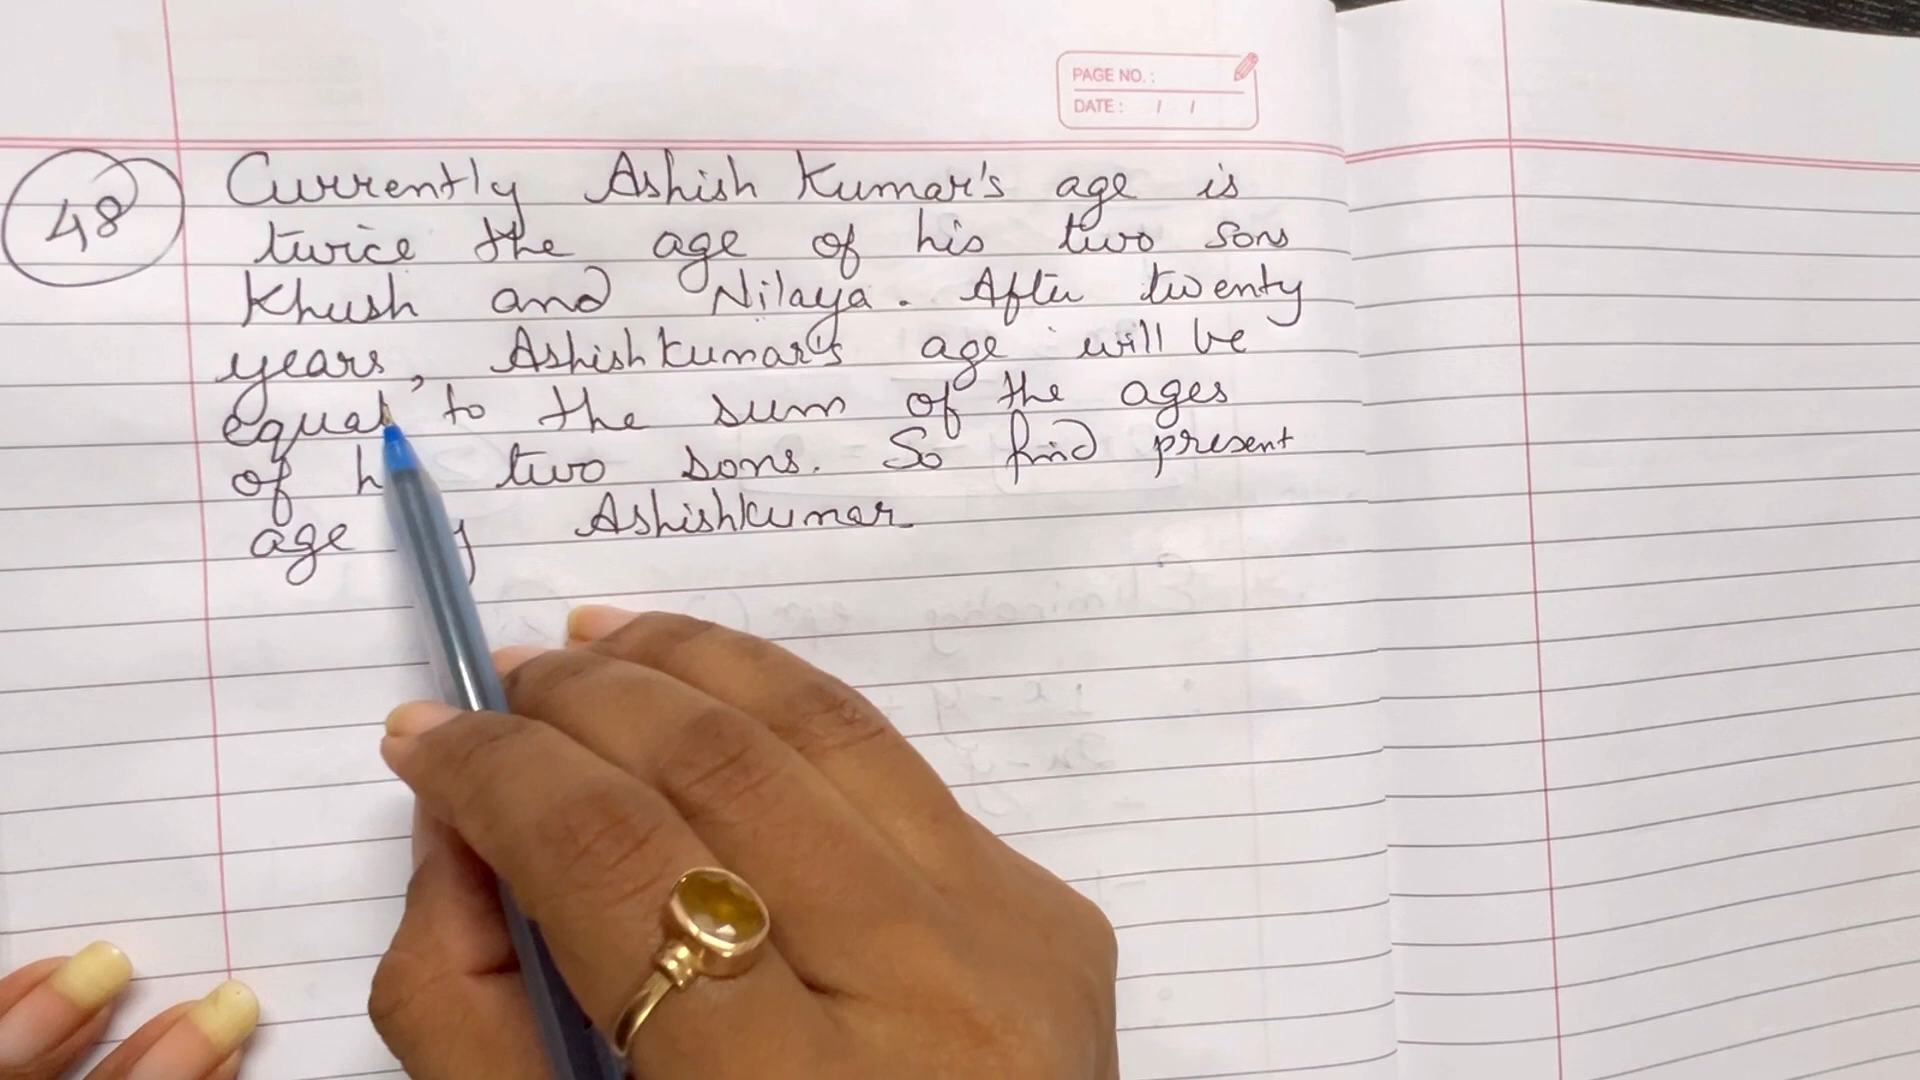 PAGE NO. :
DATE : / /
48
Currently Ashish Kumar's age is
twice the age of his two sons
Khush and Nilaya. After twenty
years, Ashishkumar's age will be
equal to the sum of the ages
of two sons. So find present
age Ashishkumar